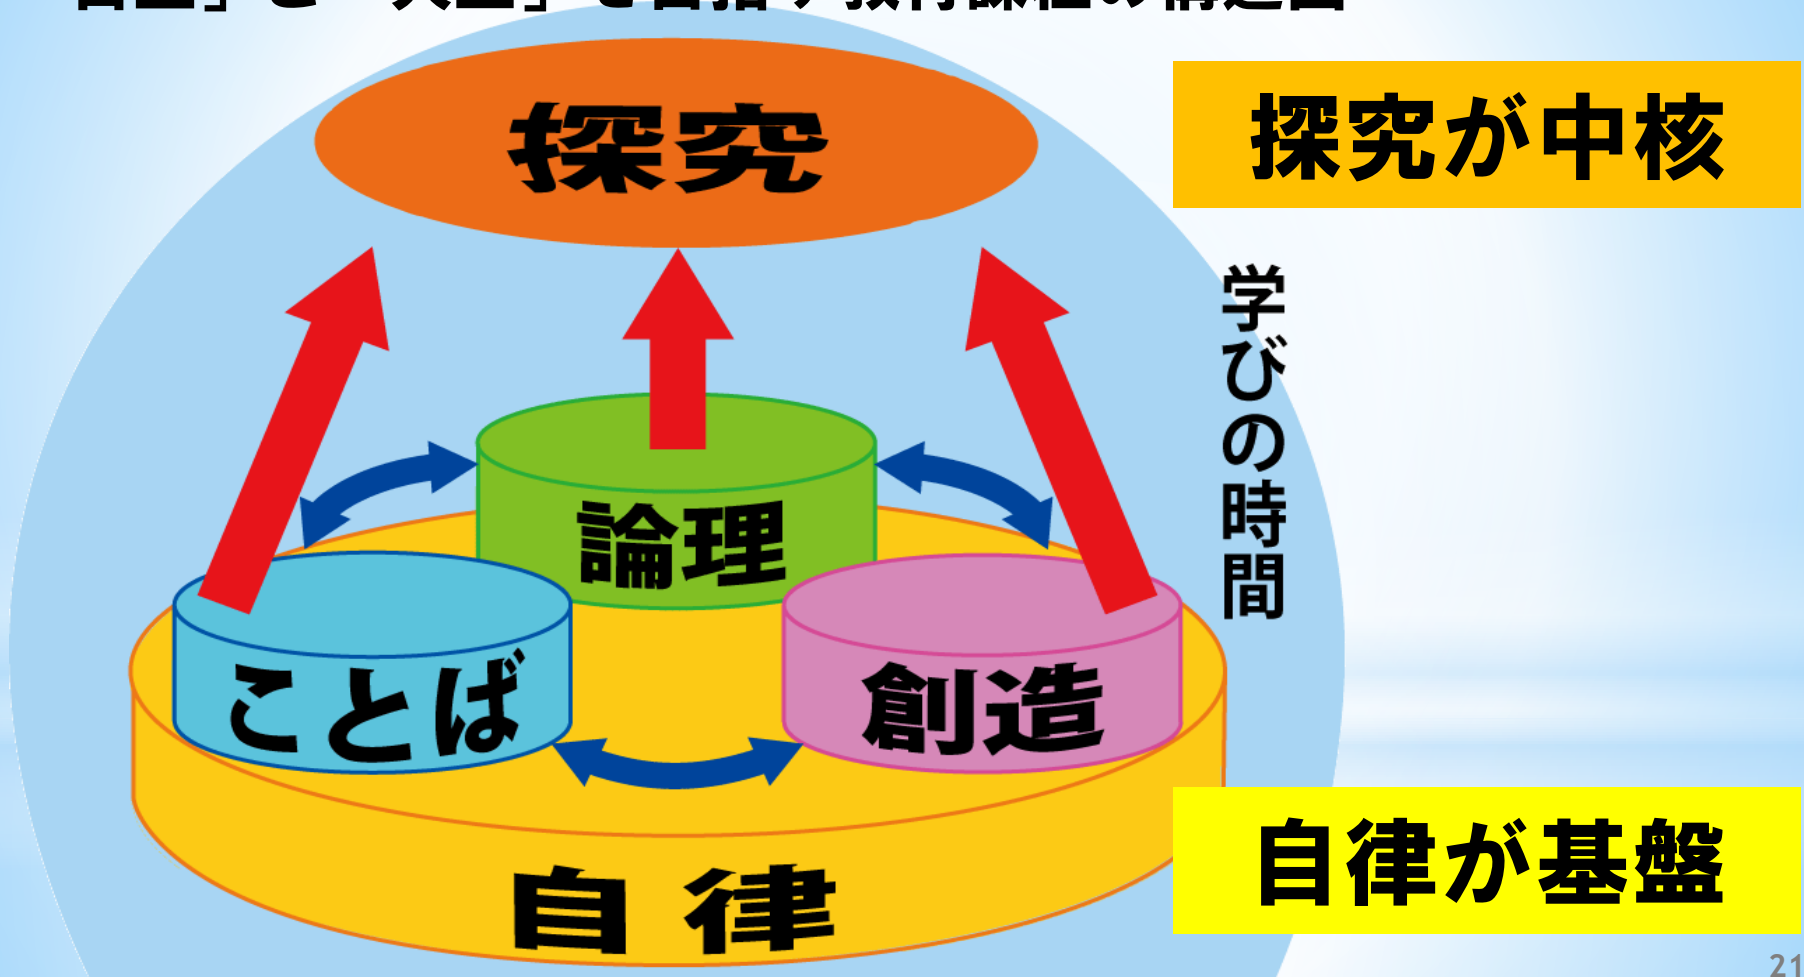 探究
探究が中核
学びの時間
論理
ことば
創造
自律が基盤
自律
21